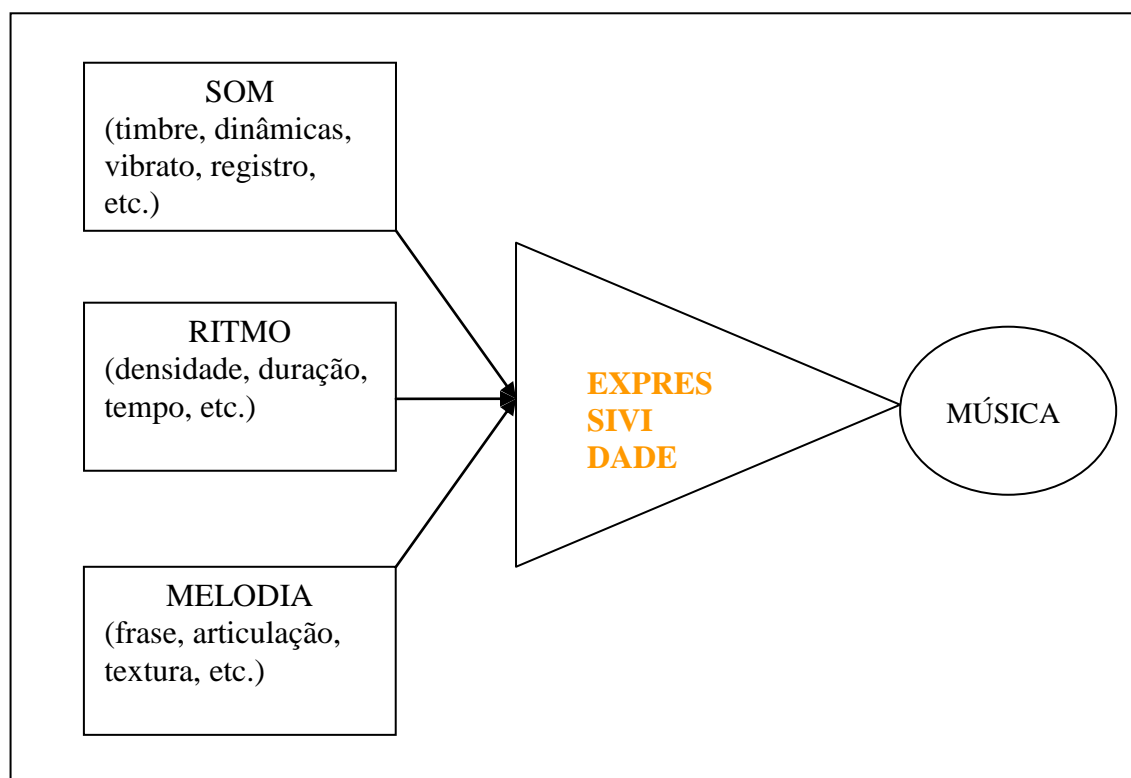 SOM
(timbre, dinâmicas,
vibrato, registro,
etc.)
RITMO
(densidade, duração,
tempo, etc.)
MELODIA
(frase, articulação,
textura, etc.)
EXPRES
SIVI
DADE
MÚSICA